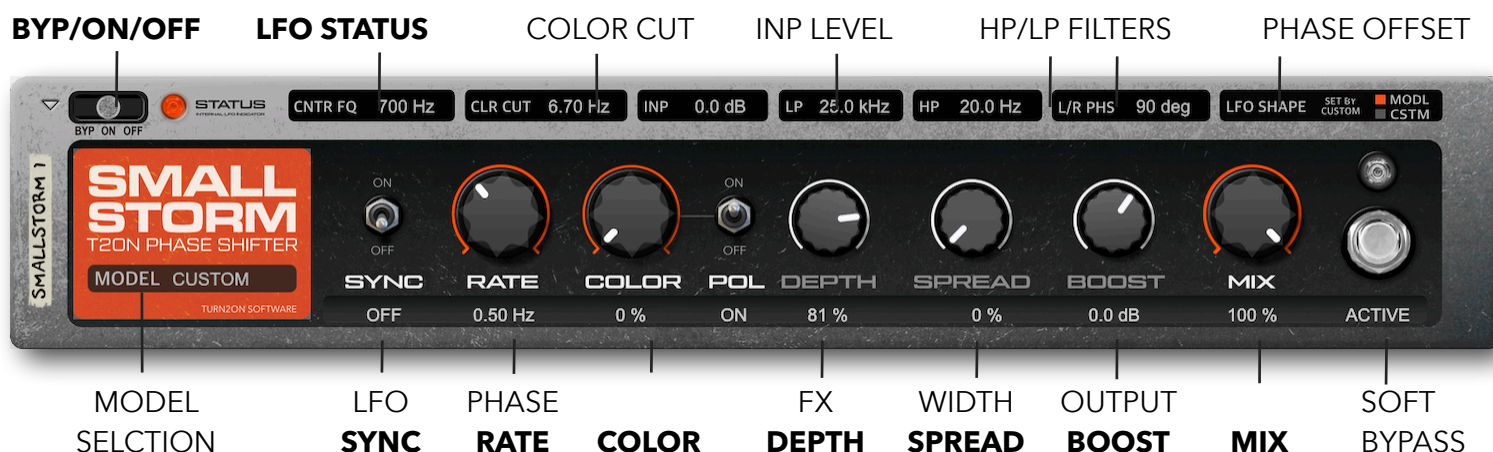 BYP/ON/OFF LFO STATUS COLOR CUT INP LEVEL HP/LP FILTERS PHASE OFFSET
STATUS
INTERNAL LFO INDICATOR
CNTR FQ 700 Hz CLR CUT 6.70 Hz INP 0.0 dB LP 25.0 kHz HP 20.0 Hz L/R PHS 90 deg LFO SHAPE SET BY CUSTOM MODL CSTM
BYP ON OFF
SMALLSTORM 1
SMALL
STORM
T2ON PHASE SHIFTER
MODEL CUSTOM
TURN2ON SOFTWARE
ON ON
OFF OFF
SYNC RATE COLOR POL DEPTH SPREAD BOOST MIX
OFF 0.50 Hz 0 % ON 81 % 0 % 0.0 dB 100 % ACTIVE
MODEL LFO PHASE FX WIDTH OUTPUT SOFT
SELCTION SYNC RATE COLOR DEPTH SPREAD BOOST MIX BYPASS